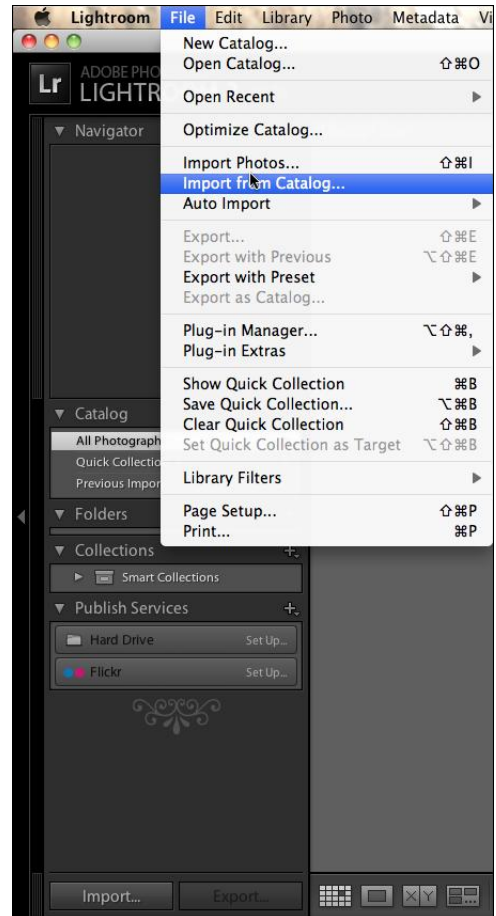 Lightroom File Edit Library Photo Metadata Vi
New Catalog...
Open Catalog... ⇧⌘O
Open Recent ▶
Optimize Catalog...
Import Photos... ⇧⌘I
Import from Catalog...
Auto Import ▶
Export... ⇧⌘E
Export with Previous ⌥⇧⌘E
Export with Preset ▶
Export as Catalog...
Plug-in Manager... ⌥⇧⌘,
Plug-in Extras ▶
Show Quick Collection ⌘B
Save Quick Collection... ⌥⌘B
Clear Quick Collection ⇧⌘B
Set Quick Collection as Target ⌥⇧⌘B
Library Filters ▶
Page Setup... ⇧⌘P
Print... ⌘P
Lr
ADOBE PHO
LIGHTR
Navigator
Catalog
All Photograph
Quick Collectio
Previous Impor
Folders
Collections +
Smart Collections
Publish Services +
Hard Drive Set Up...
Flickr Set Up...
Import... Export...
X Y